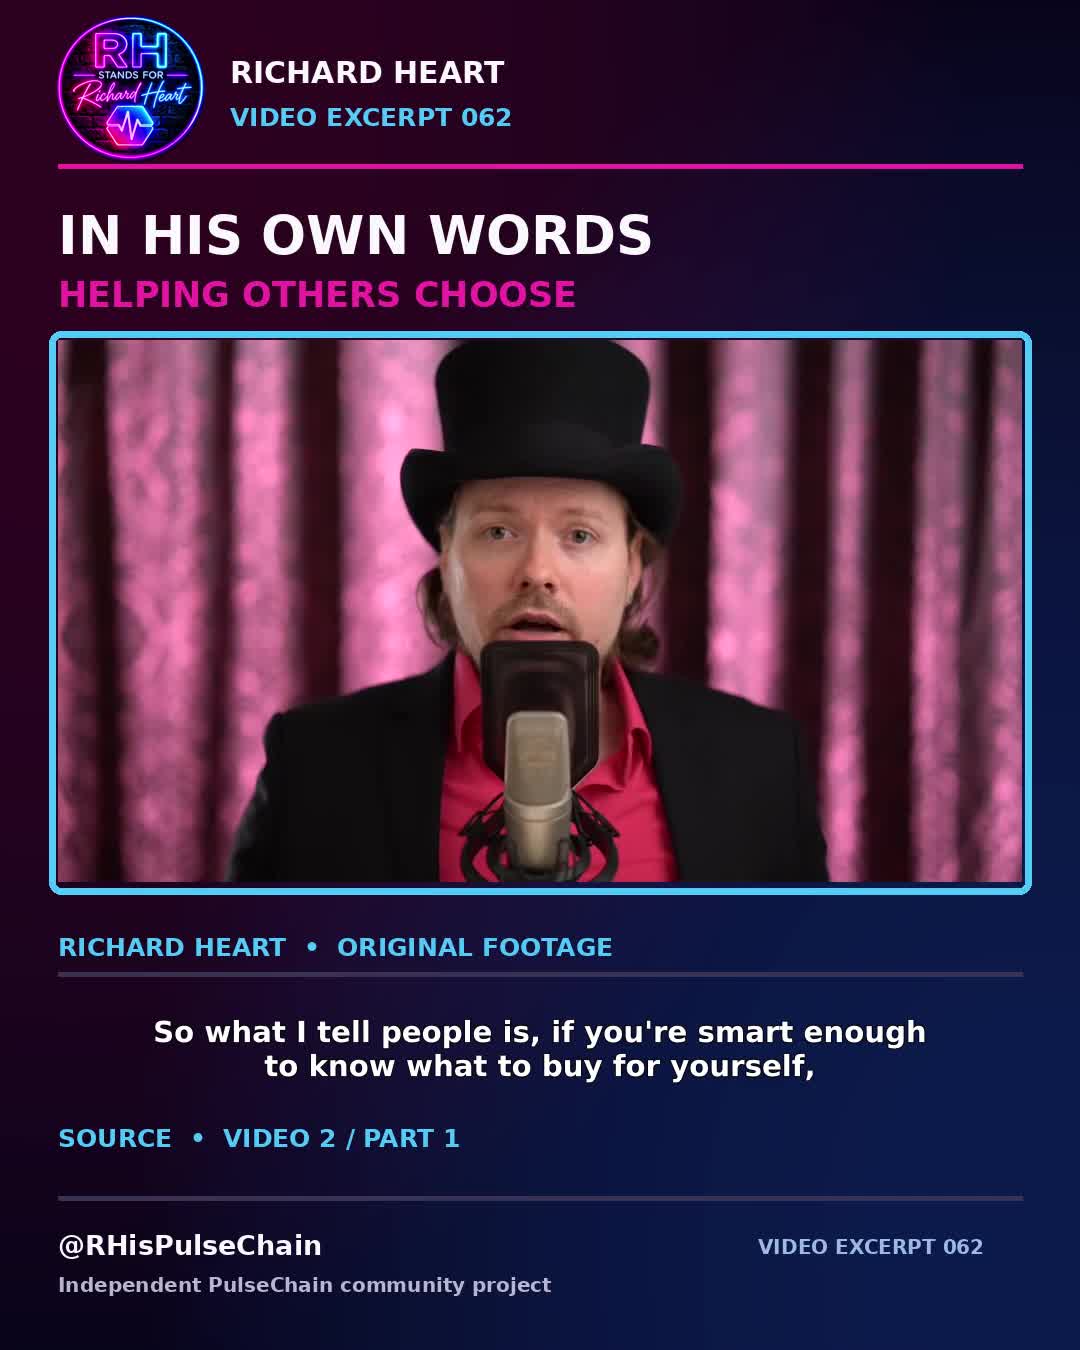 RH
STANDS FOR
Richard Heart
RICHARD HEART
VIDEO EXCERPT 062
IN HIS OWN WORDS
HELPING OTHERS CHOOSE
RICHARD HEART • ORIGINAL FOOTAGE
So what I tell people is, if you're smart enough
to know what to buy for yourself,
SOURCE • VIDEO 2 / PART 1
@RHisPulseChain
VIDEO EXCERPT 062
Independent PulseChain community project